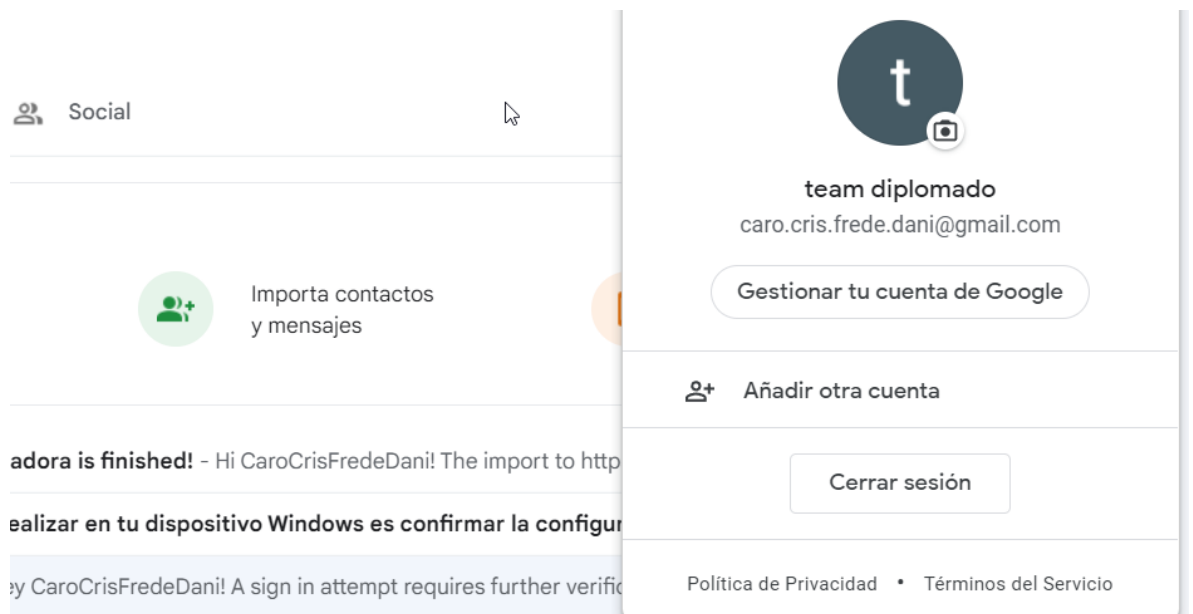 Social
Importa contactos
y mensajes
adora is finished! - Hi CaroCrisFredeDani! The import to http
ealizar en tu dispositivo Windows es confirmar la configur
ey CaroCrisFredeDani! A sign in attempt requires further verific
t
team diplomado
caro.cris.frede.dani@gmail.com
Gestionar tu cuenta de Google
Añadir otra cuenta
Cerrar sesión
Política de Privacidad • Términos del Servicio